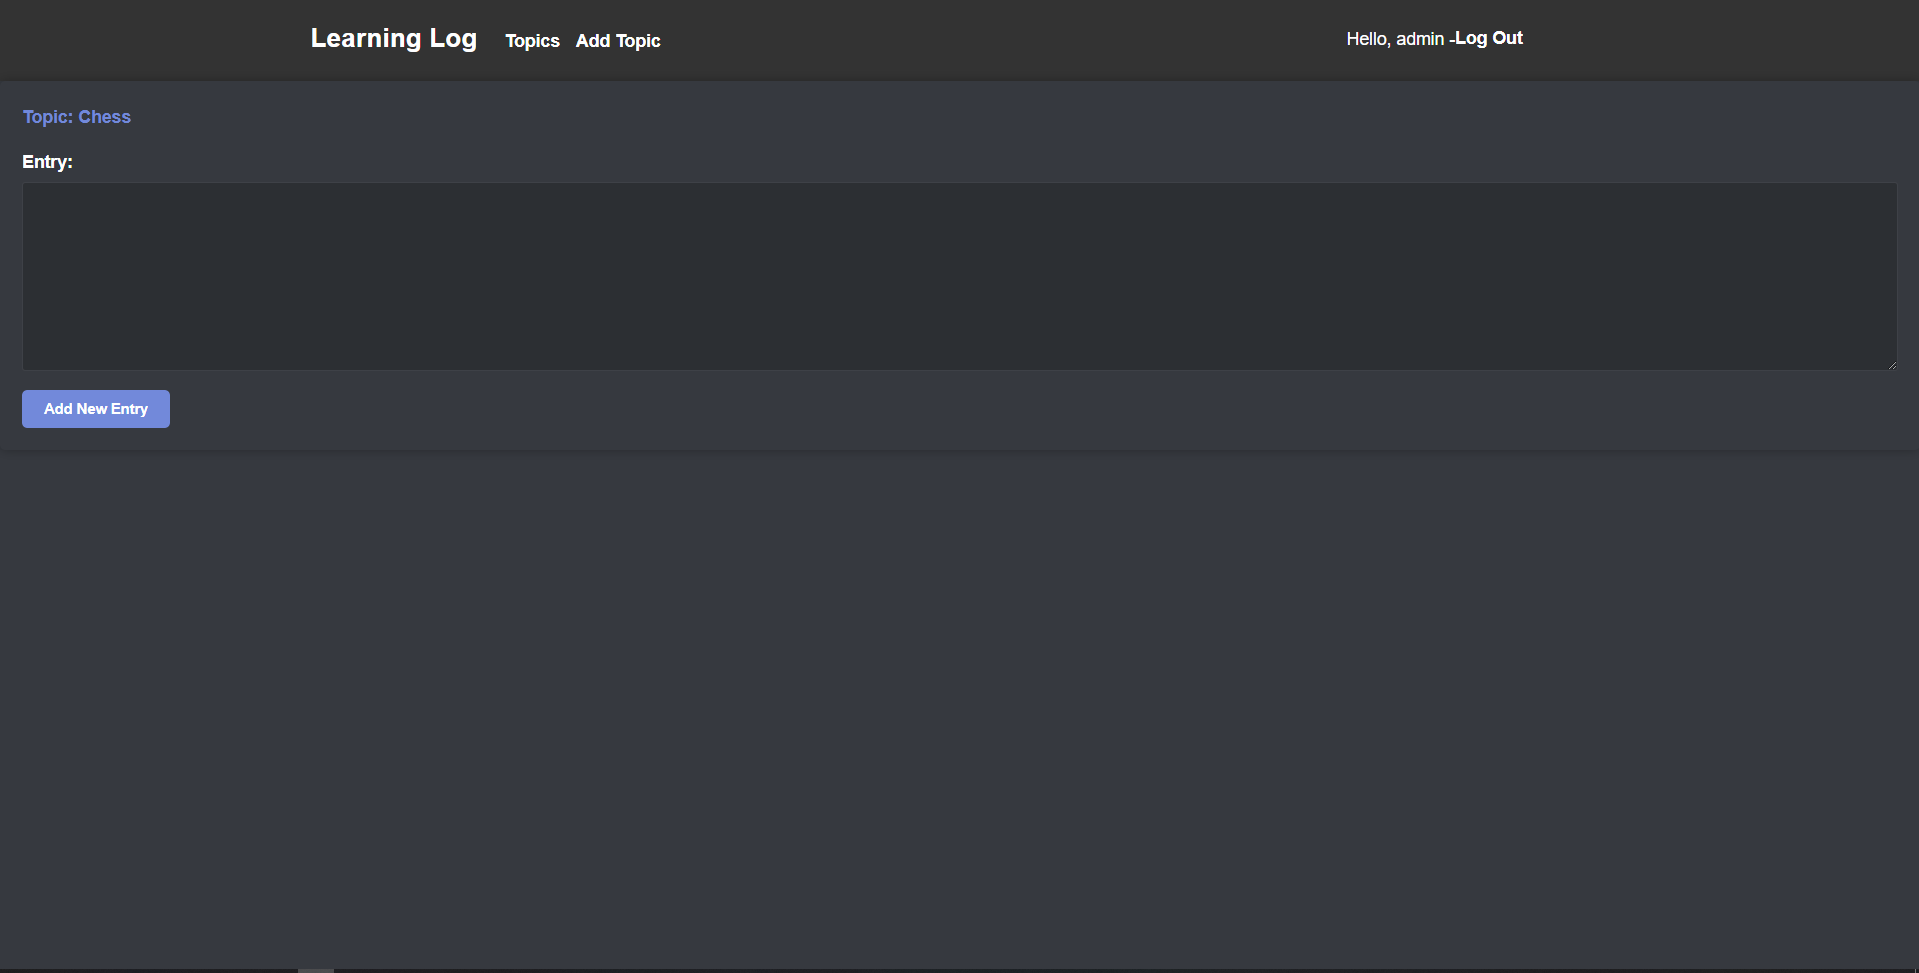 Learning Log Topics Add Topic Hello, admin -Log Out
Topic: Chess
Entry:
Add New Entry